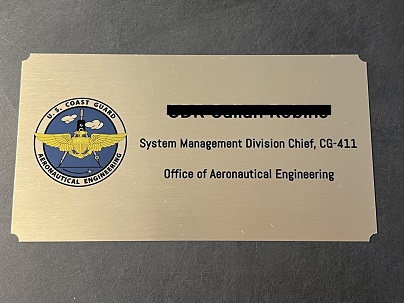 U.S. COAST GUARD
AERONAUTICAL ENGINEERING
System Management Division Chief, CG-411
Office of Aeronautical Engineering